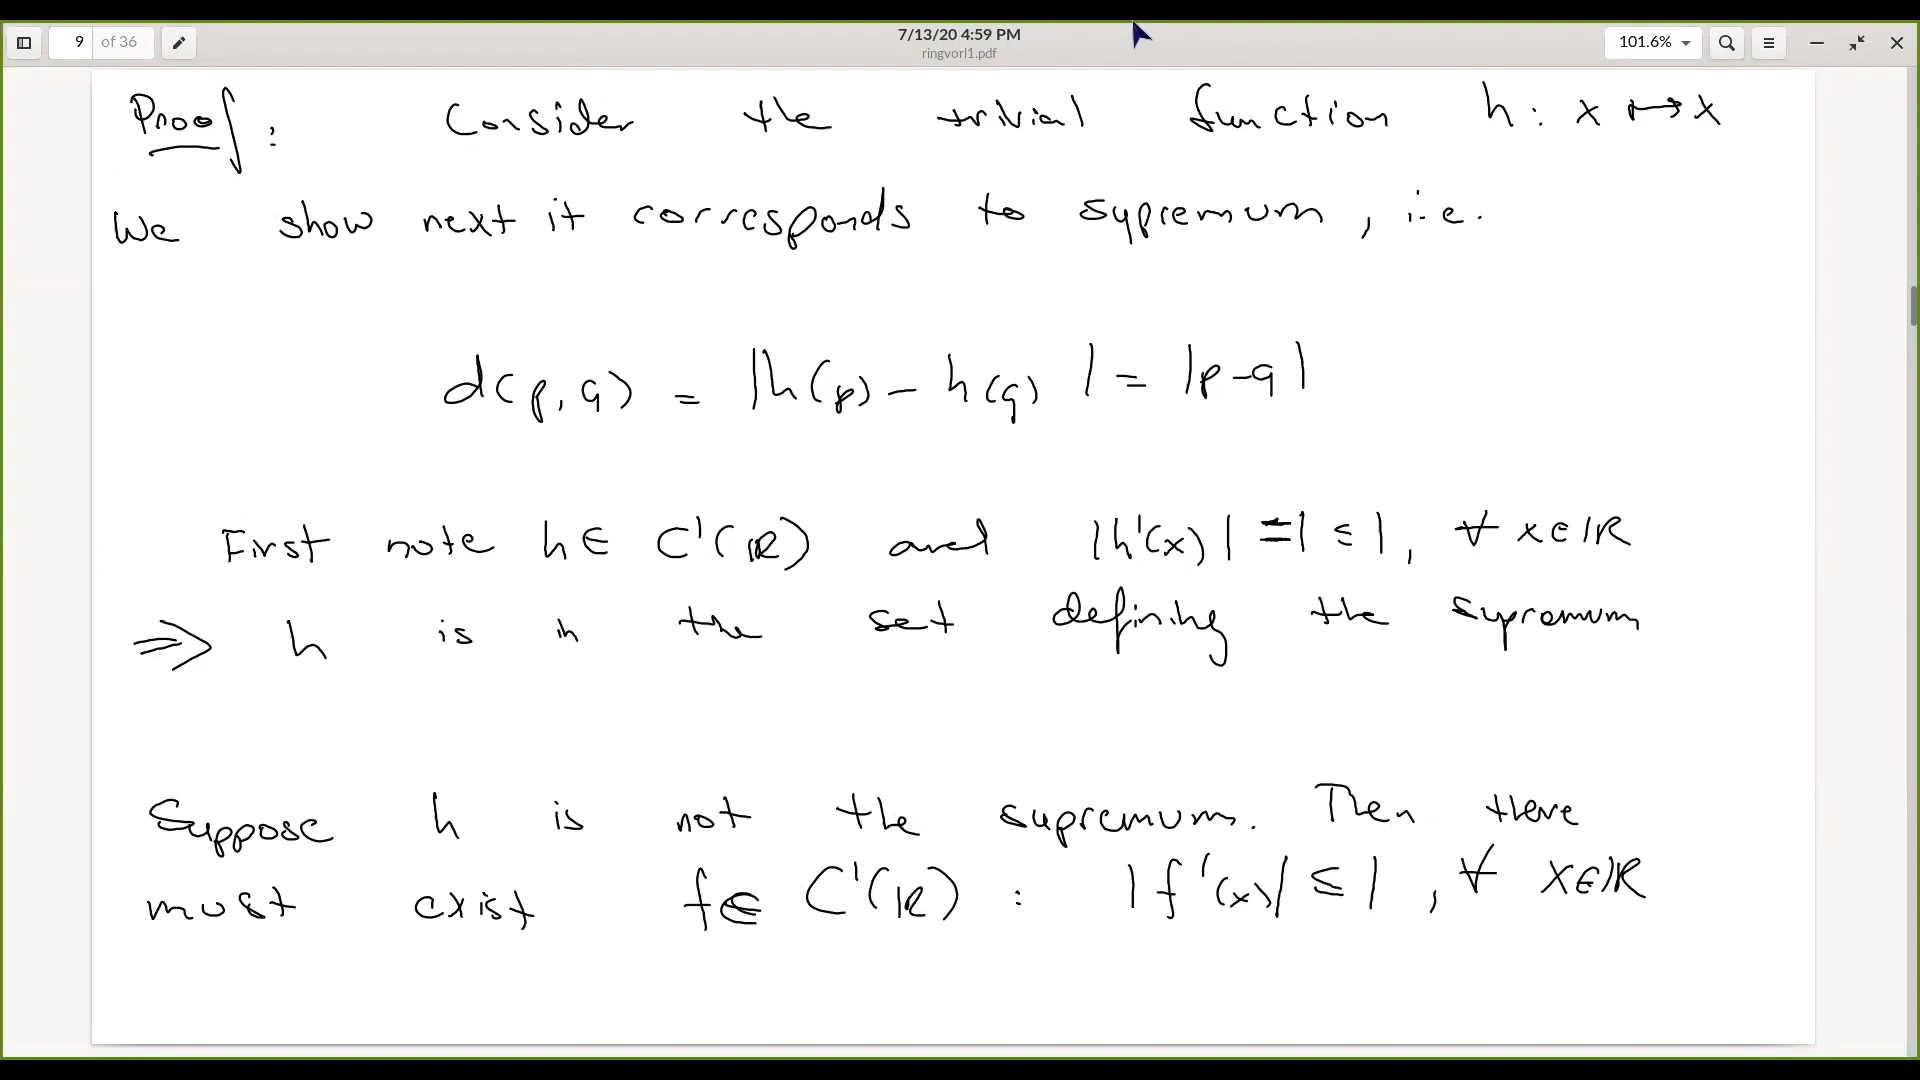 9 of 36
7/13/20 4:59 PM
ringvorl1.pdf
101.6%
Proof: Consider the trivial function h: x ↦ x
We show next it corresponds to supremum, i.e.
d(p,q) = |h(p) - h(q)| = |p-q|
First note h ∈ C'(ℝ) and |h'(x)| = 1 ≤ 1, ∀ x∈ℝ
⇒ h is in the set defining the supremum
Suppose h is not the supremum. Then there
must exist f∈ C'(ℝ) : |f'(x)| ≤ 1, ∀ x∈ℝ